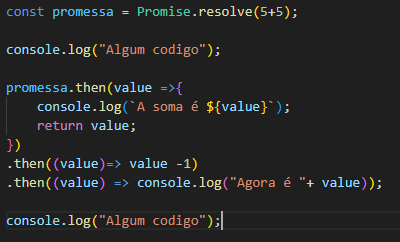 const promessa = Promise.resolve(5+5);
console.log("Algum codigo");
promessa.then(value =>{
console.log(`A soma é ${value}`);
return value;
})
.then((value)=> value -1)
.then((value) => console.log("Agora é "+ value));
console.log("Algum codigo");